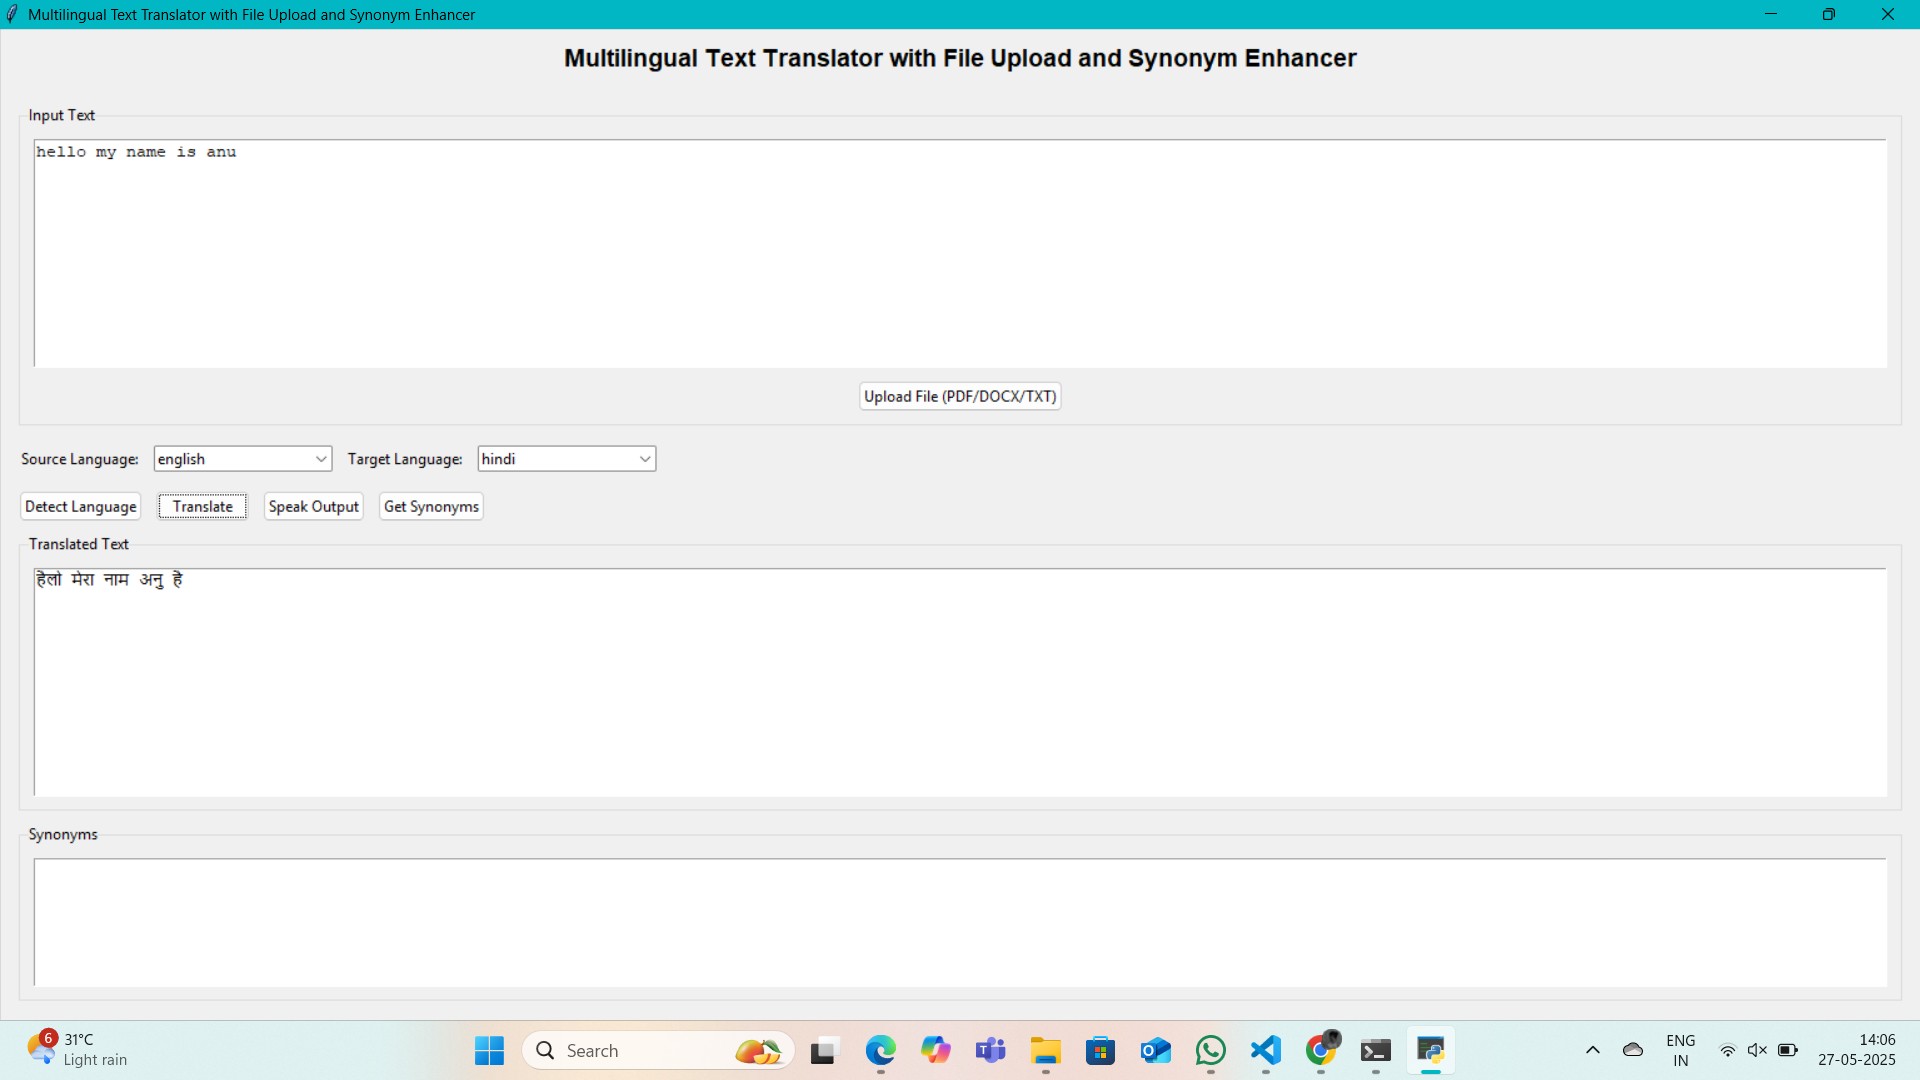 Multilingual Text Translator with File Upload and Synonym Enhancer
Multilingual Text Translator with File Upload and Synonym Enhancer
Input Text
hello my name is anu
Upload File (PDF/DOCX/TXT)
Source Language: english Target Language: hindi
Detect Language Translate Speak Output Get Synonyms
Translated Text
हैलो मेरा नाम अनु है
Synonyms
6 31°C
Light rain
Search
ENG
IN
14:06
27-05-2025